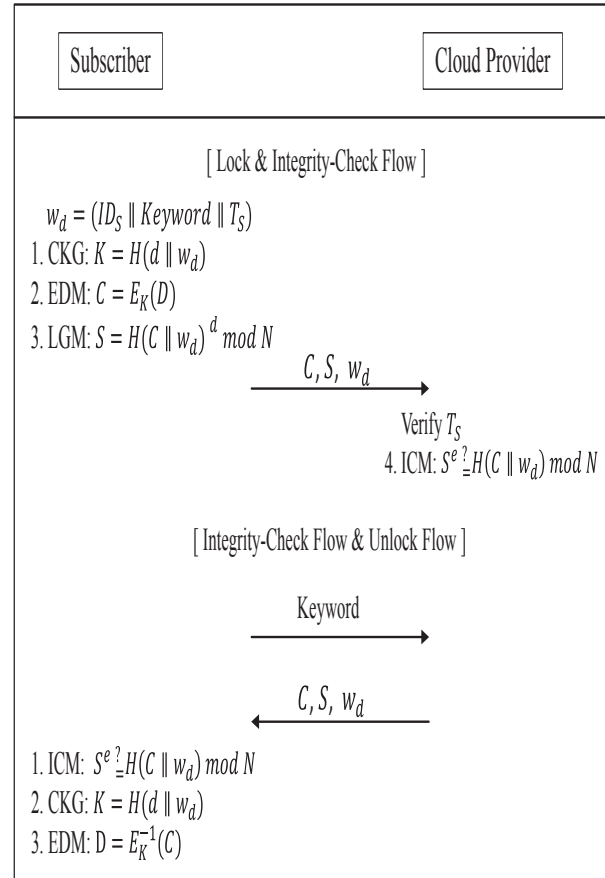 Subscriber Cloud Provider
[ Lock & Integrity-Check Flow ]
w_d = (ID_S ∥ Keyword ∥ T_S)
1. CKG: K = H(d ∥ w_d)
2. EDM: C = E_K(D)
3. LGM: S = H(C ∥ w_d)^d mod N
C, S, w_d
Verify T_S
4. ICM: S^e ≟ H(C ∥ w_d) mod N
[ Integrity-Check Flow & Unlock Flow ]
Keyword
C, S, w_d
1. ICM: S^e ≟ H(C ∥ w_d) mod N
2. CKG: K = H(d ∥ w_d)
3. EDM: D = E_K^{-1}(C)